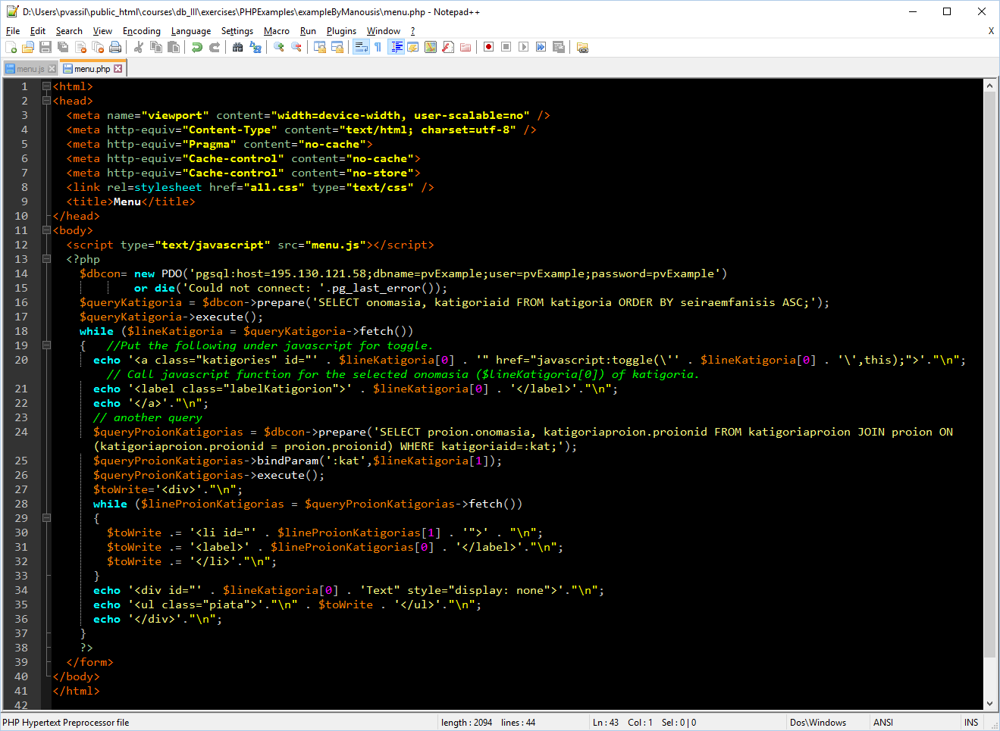 D:\Users\pvassil\public_html\courses\db_III\exercises\PHPExamples\exampleByManousis\menu.php - Notepad++
File Edit Search View Encoding Language Settings Macro Run Plugins Window ? X
menu.js menu.php
1 <html>
2 <head>
3 <meta name="viewport" content="width=device-width, user-scalable=no" />
4 <meta http-equiv="Content-Type" content="text/html; charset=utf-8" />
5 <meta http-equiv="Pragma" content="no-cache">
6 <meta http-equiv="Cache-control" content="no-cache">
7 <meta http-equiv="Cache-control" content="no-store">
8 <link rel=stylesheet href="all.css" type="text/css" />
9 <title>Menu</title>
10 </head>
11 <body>
12 <script type="text/javascript" src="menu.js"></script>
13 <?php
14 $dbcon= new PDO('pgsql:host=195.130.121.58;dbname=pvExample;user=pvExample;password=pvExample')
15 or die('Could not connect: '.pg_last_error());
16 $queryKatigoria = $dbcon->prepare('SELECT onomasia, katigoriaid FROM katigoria ORDER BY seiraemfanisis ASC;');
17 $queryKatigoria->execute();
18 while ($lineKatigoria = $queryKatigoria->fetch())
19 { //Put the following under javascript for toggle.
20 echo '<a class="katigories" id="' . $lineKatigoria[0] . '" href="javascript:toggle(\'' . $lineKatigoria[0] . '\',this);">'."\n";
// Call javascript function for the selected onomasia ($lineKatigoria[0]) of katigoria.
21 echo '<label class="labelKatigorion">' . $lineKatigoria[0] . '</label>'."\n";
22 echo '</a>'."\n";
23 // another query
24 $queryProionKatigorias = $dbcon->prepare('SELECT proion.onomasia, katigoriaproion.proionid FROM katigoriaproion JOIN proion ON
(katigoriaproion.proionid = proion.proionid) WHERE katigoriaid=:kat;');
25 $queryProionKatigorias->bindParam(':kat',$lineKatigoria[1]);
26 $queryProionKatigorias->execute();
27 $toWrite='<div>'."\n";
28 while ($lineProionKatigorias = $queryProionKatigorias->fetch())
29 {
30 $toWrite .= '<li id="' . $lineProionKatigorias[1] . '">' . "\n";
31 $toWrite .= '<label>' . $lineProionKatigorias[0] . '</label>'."\n";
32 $toWrite .= '</li>'."\n";
33 }
34 echo '<div id="' . $lineKatigoria[0] . 'Text" style="display: none">'."\n";
35 echo '<ul class="piata">'."\n" . $toWrite . '</ul>'."\n";
36 echo '</div>'."\n";
37 }
38 ?>
39 </form>
40 </body>
41 </html>
42
PHP Hypertext Preprocessor file length : 2094 lines : 44 Ln : 43 Col : 1 Sel : 0 | 0 Dos\Windows ANSI INS